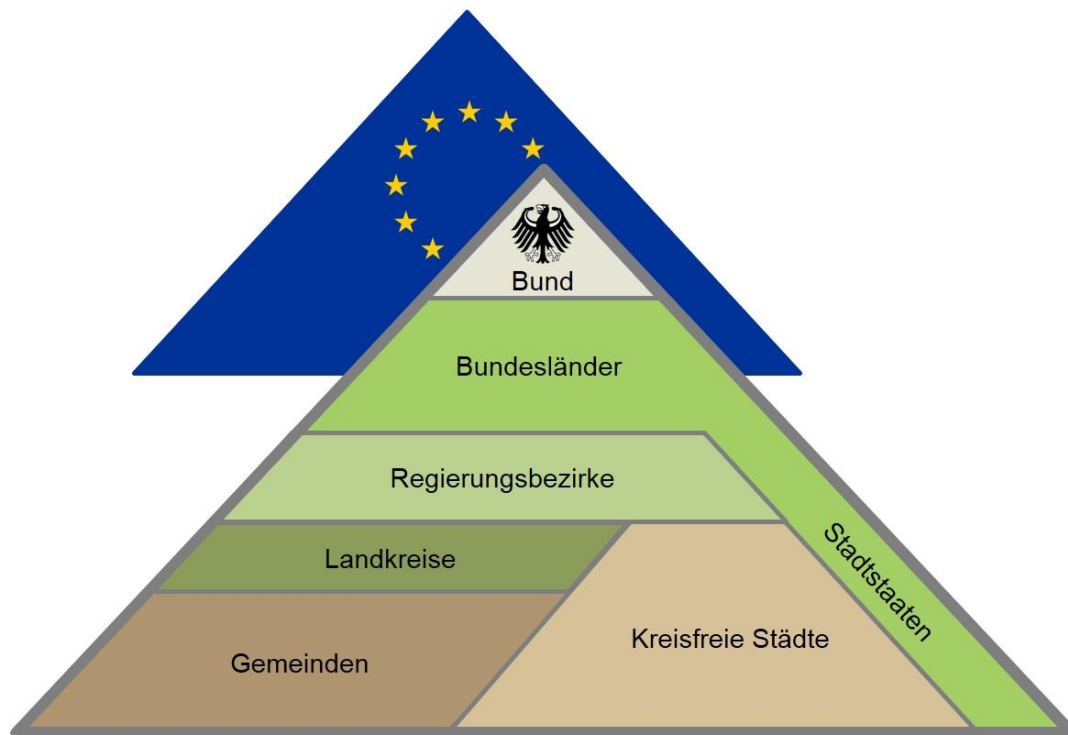 Bund
Bundesländer
Regierungsbezirke
Landkreise
Stadtstaaten
Kreisfreie Städte
Gemeinden